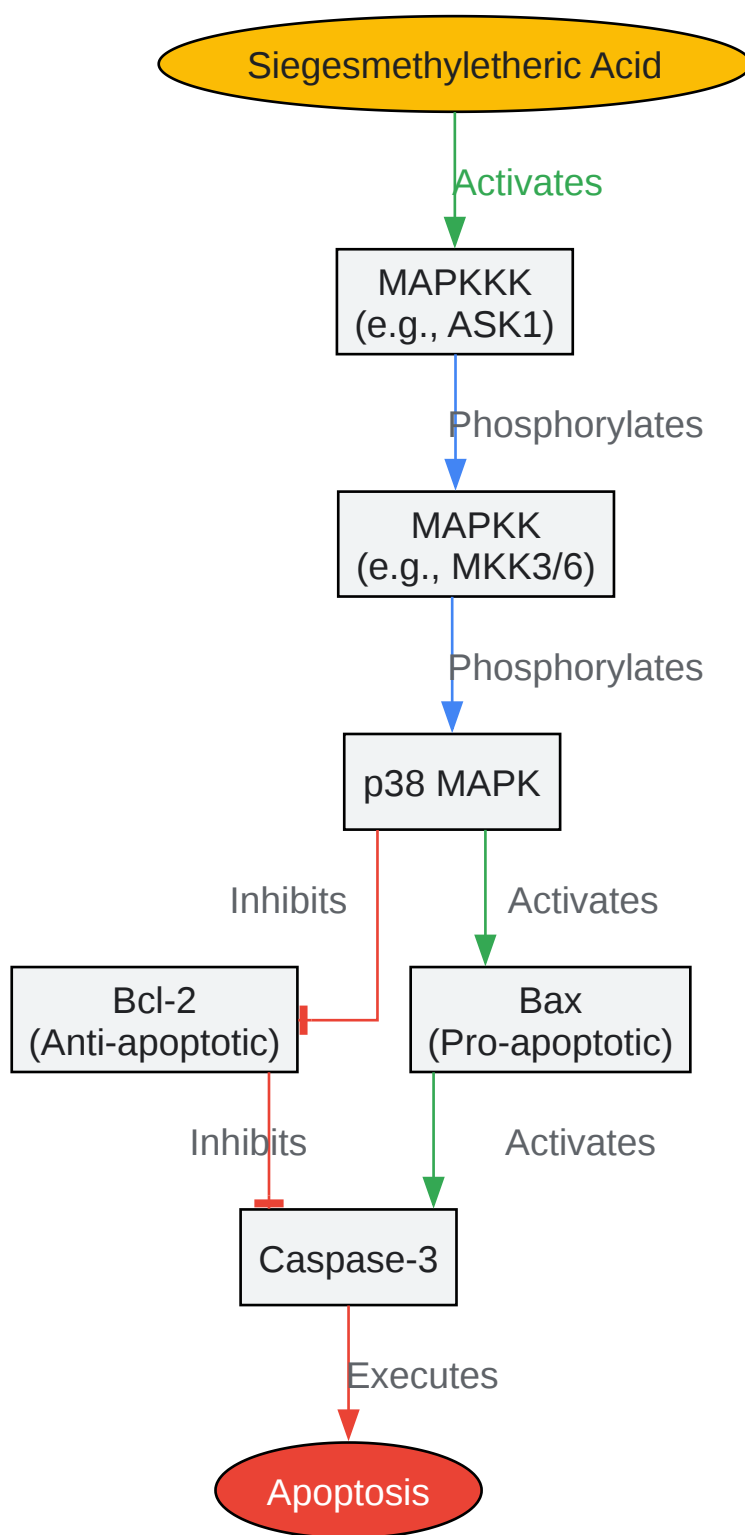 Siegesmethyletheric Acid
Activates
MAPKKK
(e.g., ASK1)
Phosphorylates
MAPKK
(e.g., MKK3/6)
Phosphorylates
p38 MAPK
Inhibits
Activates
Bcl-2
(Anti-apoptotic)
Bax
(Pro-apoptotic)
Inhibits
Activates
Caspase-3
Executes
Apoptosis